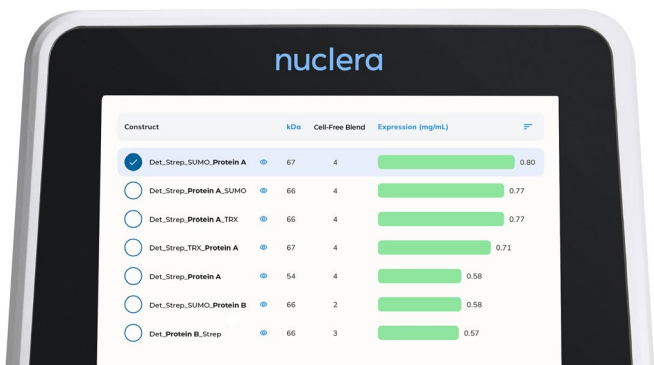 nuclera
Construct kDa Cell-Free Blend Expression (mg/mL)
Det_Strep_SUMO_Protein A 67 4 0.80
Det_Strep_Protein A_SUMO 66 4 0.77
Det_Strep_Protein A_TRX 66 4 0.77
Det_Strep_TRX_Protein A 67 4 0.71
Det_Strep_Protein A 54 4 0.58
Det_Strep_SUMO_Protein B 66 2 0.58
Det_Protein B_Strep 66 3 0.57